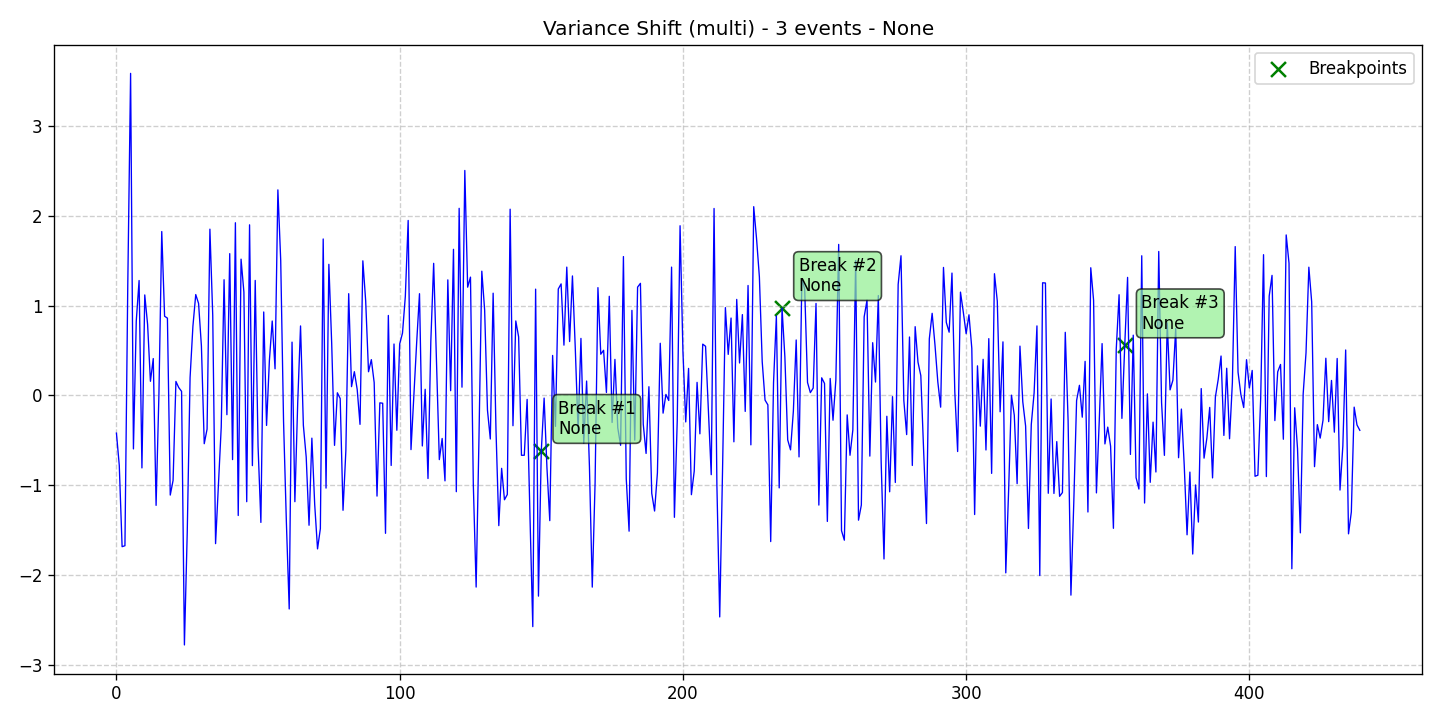 Variance Shift (multi) - 3 events - None
Breakpoints
3
2
1
0
−1
−2
−3
Break #1
None
Break #2
None
Break #3
None
0
100
200
300
400